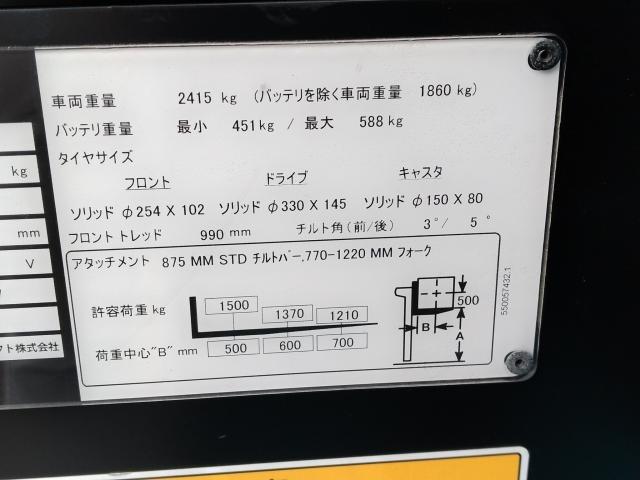 車両重量 2415 kg (バッテリを除く車両重量 1860 kg)
バッテリ重量 最小 451kg / 最大 588 kg
タイヤサイズ
フロント ドライブ キャスタ
ソリッド φ254 X 102 ソリッド φ330 X 145 ソリッド φ150 X 80
フロントトレッド 990 mm チルト角(前/後) 3°/ 5°
アタッチメント 875 MM STD チルトバー.770-1220 MM フォーク
許容荷重 kg 1500 1370 1210
荷重中心"B" mm 500 600 700
500
B
A
550057432.1
kg
mm
V
クト株式会社